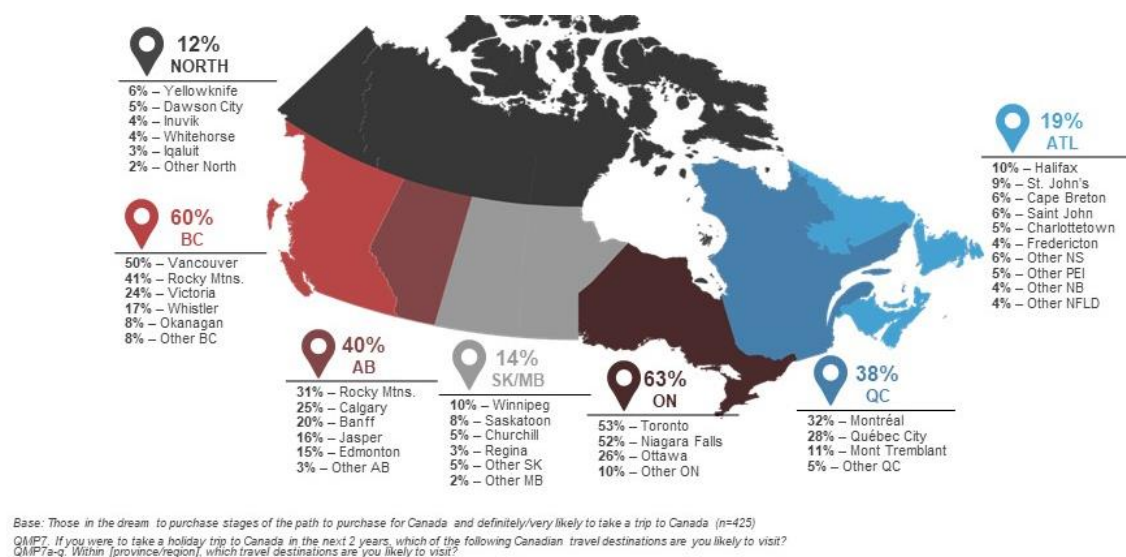 12%
NORTH
6% – Yellowknife
5% – Dawson City
4% – Inuvik
4% – Whitehorse
3% – Iqaluit
2% – Other North
60%
BC
50% – Vancouver
41% – Rocky Mtns.
24% – Victoria
17% – Whistler
8% – Okanagan
8% – Other BC
40%
AB
31% – Rocky Mtns.
25% – Calgary
20% – Banff
16% – Jasper
15% – Edmonton
3% – Other AB
14%
SK/MB
10% – Winnipeg
8% – Saskatoon
5% – Churchill
3% – Regina
5% – Other SK
2% – Other MB
63%
ON
53% – Toronto
52% – Niagara Falls
26% – Ottawa
10% – Other ON
38%
QC
32% – Montréal
28% – Québec City
11% – Mont Tremblant
5% – Other QC
19%
ATL
10% – Halifax
9% – St. John's
6% – Cape Breton
6% – Saint John
5% – Charlottetown
4% – Fredericton
6% – Other NS
5% – Other PEI
4% – Other NB
4% – Other NFLD
Base: Those in the dream to purchase stages of the path to purchase for Canada and definitely/very likely to take a trip to Canada (n=425)
QMP7. If you were to take a holiday trip to Canada in the next 2 years, which of the following Canadian travel destinations are you likely to visit?
QMP7a-g. Within [province/region], which travel destinations are you likely to visit?